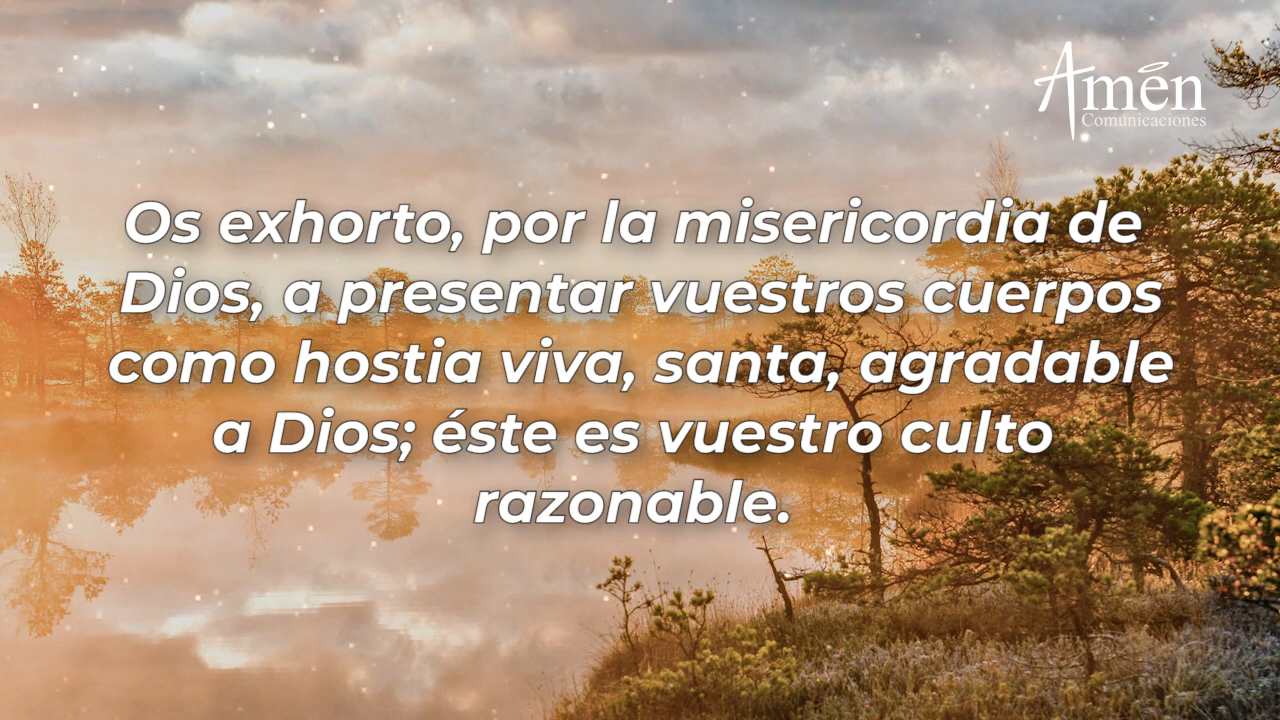 Amén
Comunicaciones
Os exhorto, por la misericordia de
Dios, a presentar vuestros cuerpos
como hostia viva, santa, agradable
a Dios; éste es vuestro culto
razonable.